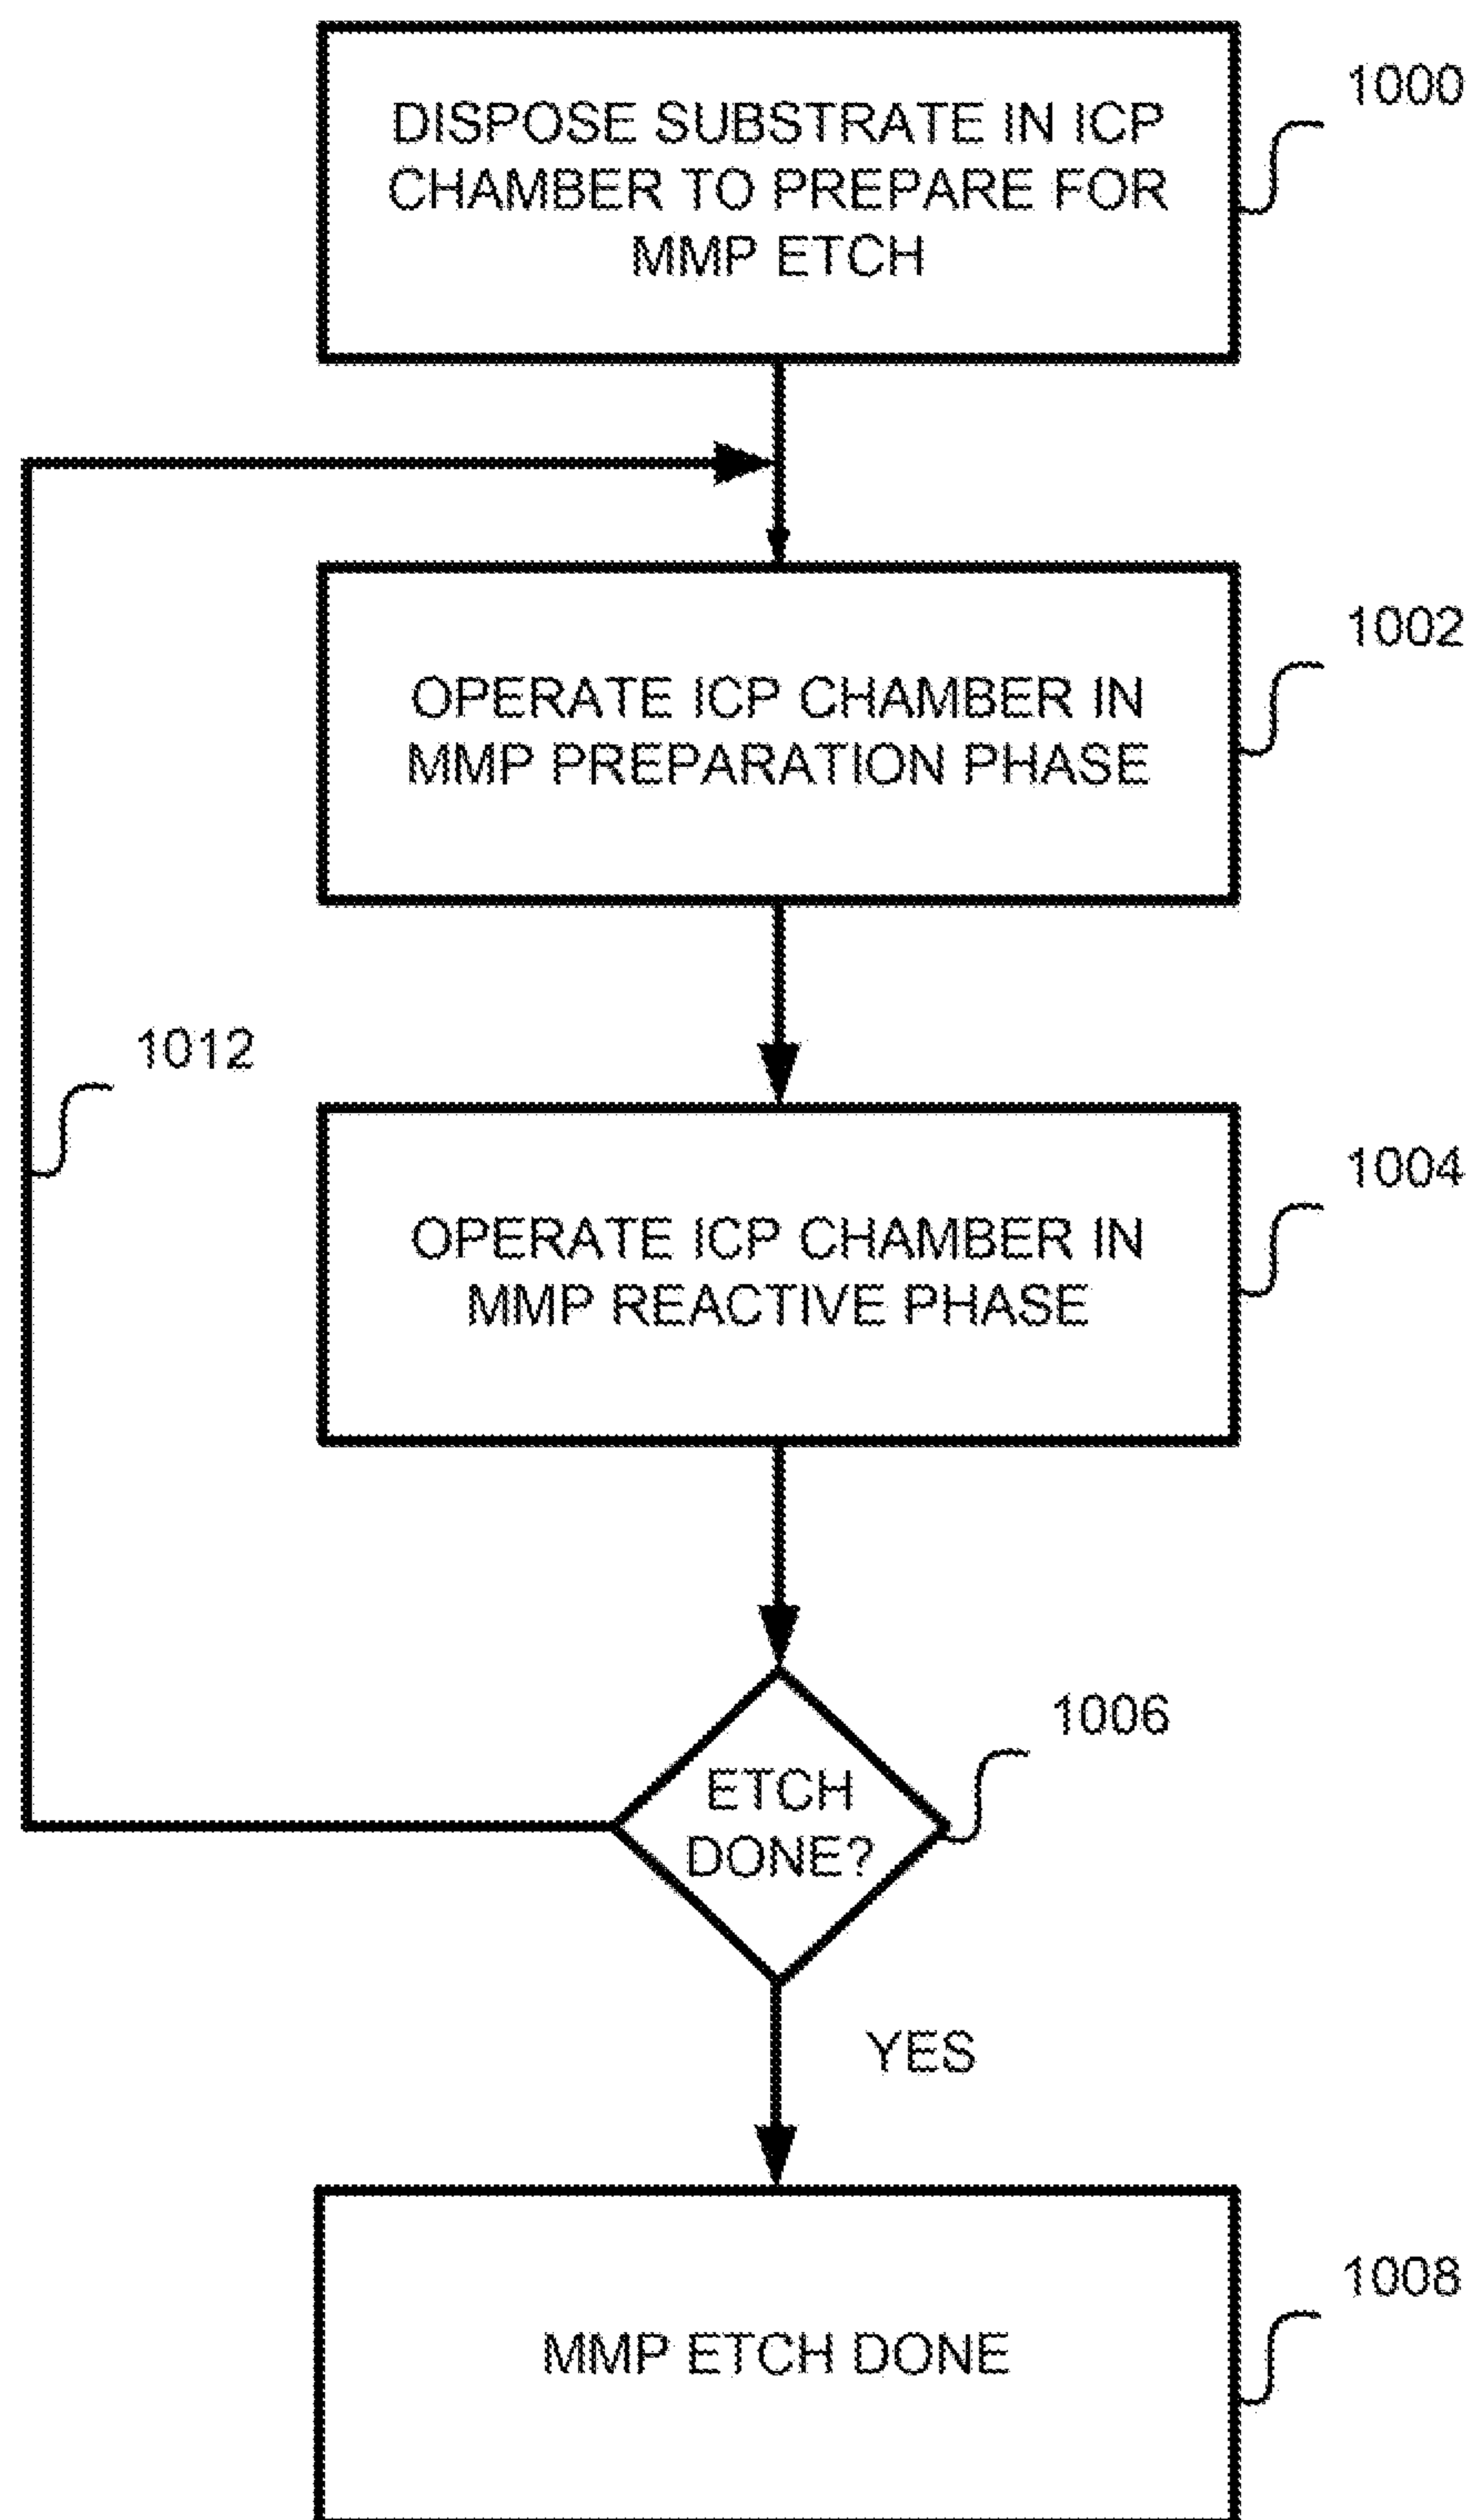 1000
DISPOSE SUBSTRATE IN ICP
CHAMBER TO PREPARE FOR
MMP ETCH
1002
OPERATE ICP CHAMBER IN
MMP PREPARATION PHASE
1012
1004
OPERATE ICP CHAMBER IN
MMP REACTIVE PHASE
1006
ETCH
DONE?
YES
1008
MMP ETCH DONE